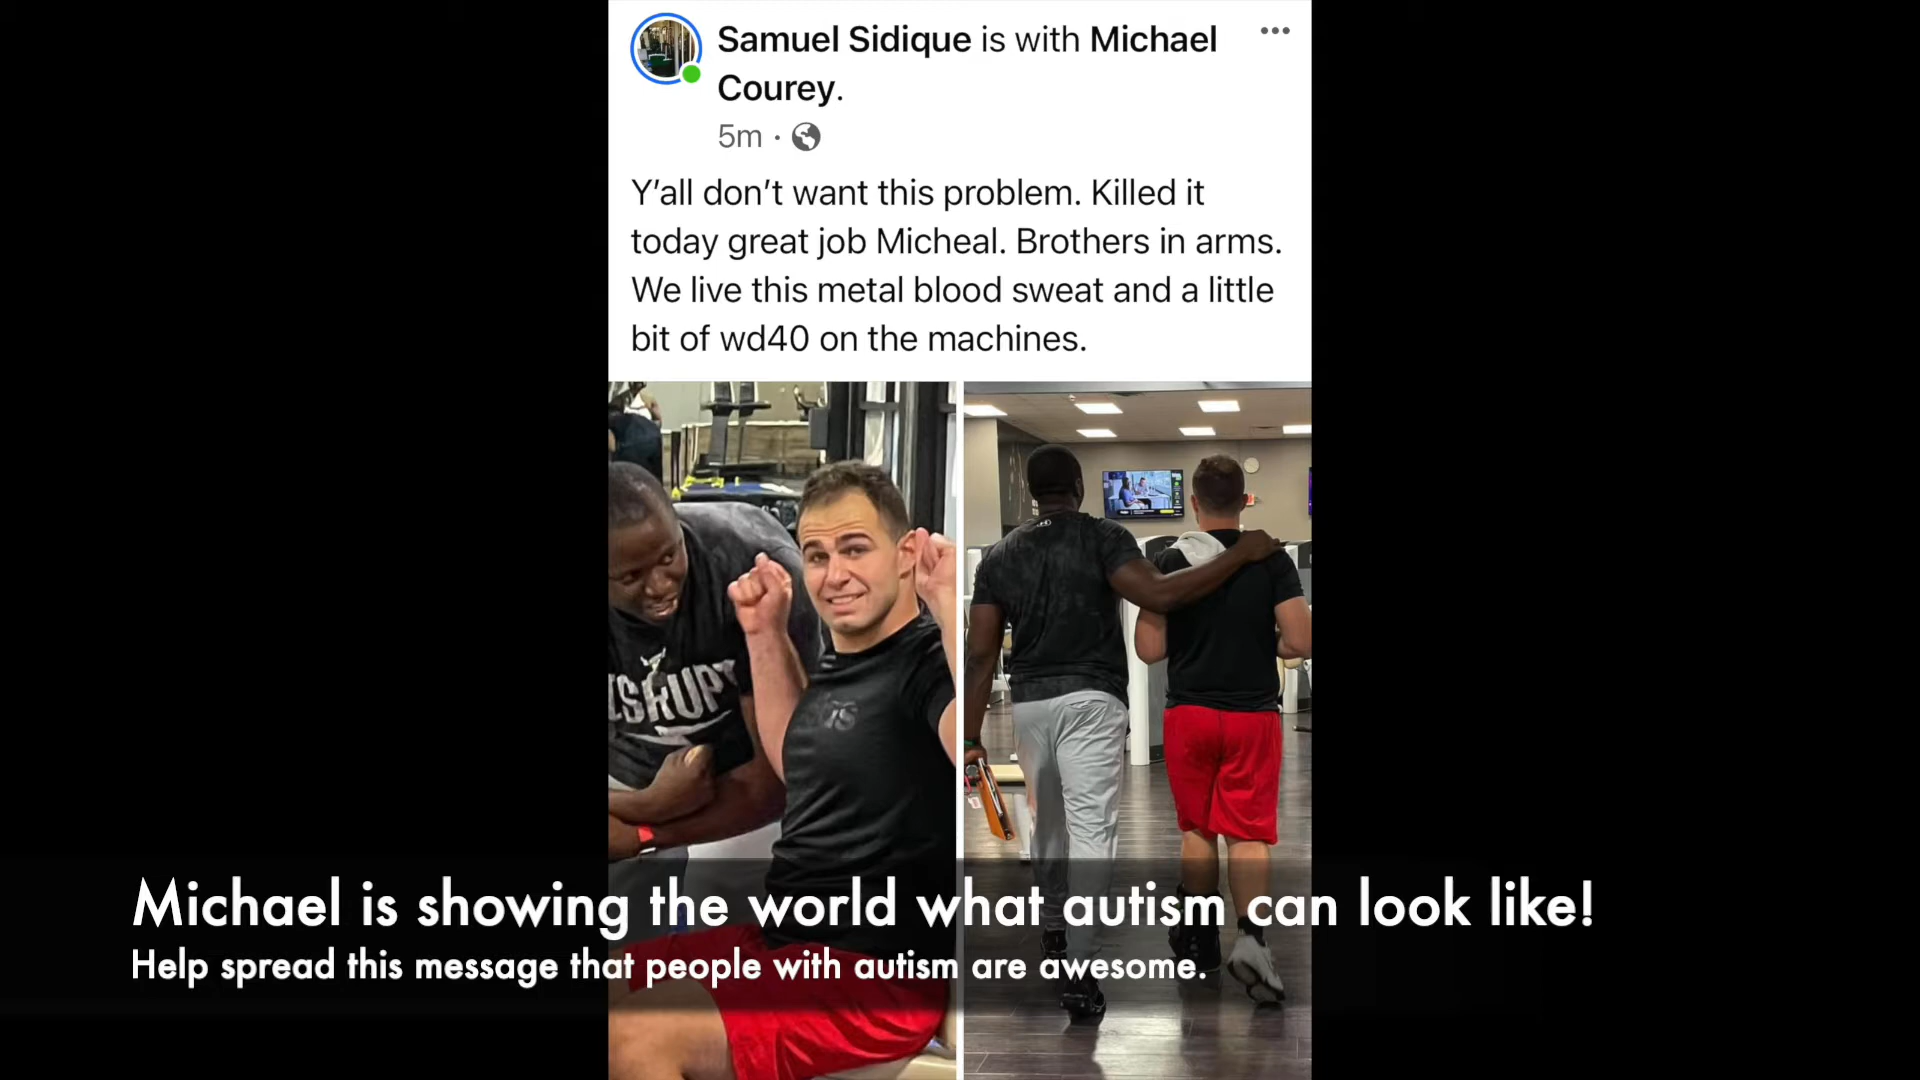 Samuel Sidique is with Michael
Courey.
5m ·
Y’all don’t want this problem. Killed it
today great job Micheal. Brothers in arms.
We live this metal blood sweat and a little
bit of wd40 on the machines.
ISRUPT
Michael is showing the world what autism can look like!
Help spread this message that people with autism are awesome.